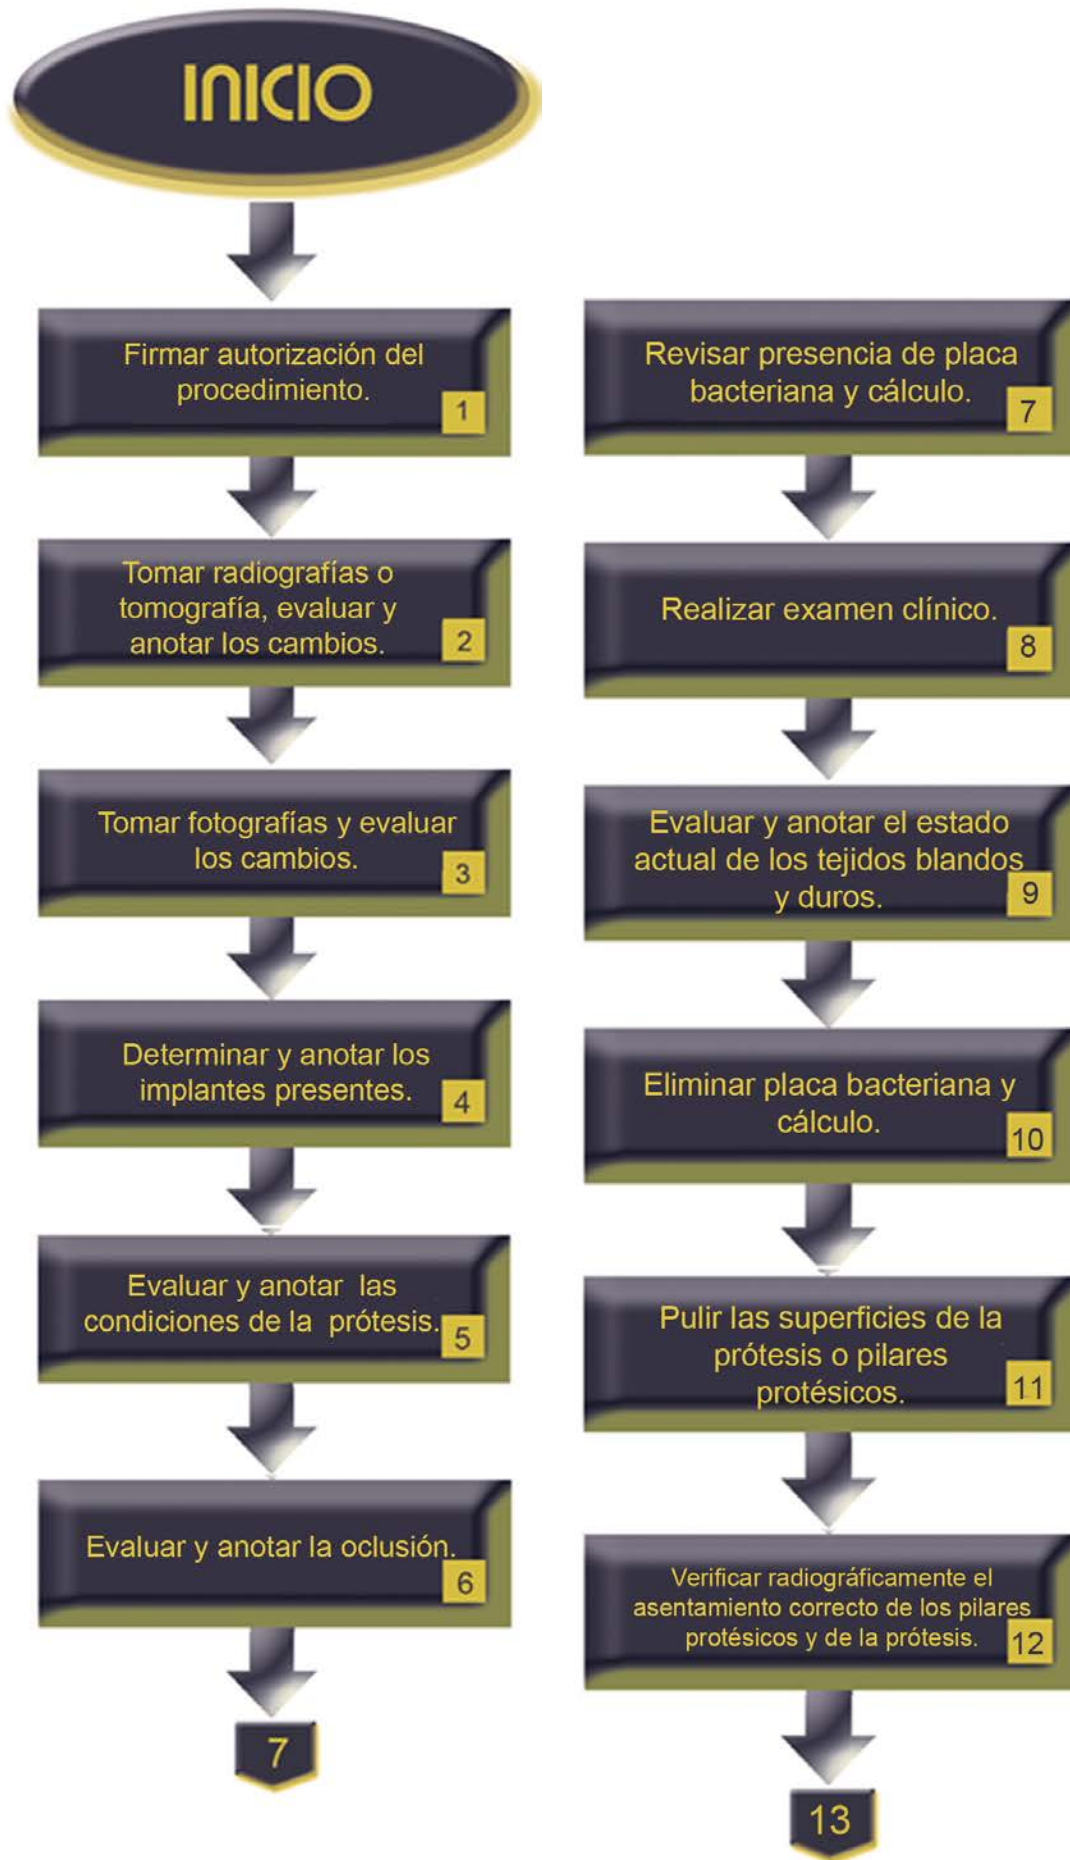 INICIO
Firmar autorización del
procedimiento.
1
Tomar radiografías o
tomografía, evaluar y
anotar los cambios.
2
Tomar fotografías y evaluar
los cambios.
3
Determinar y anotar los
implantes presentes.
4
Evaluar y anotar las
condiciones de la prótesis.
5
Evaluar y anotar la oclusión.
6
7
Revisar presencia de placa
bacteriana y cálculo.
7
Realizar examen clínico.
8
Evaluar y anotar el estado
actual de los tejidos blandos
y duros.
9
Eliminar placa bacteriana y
cálculo.
10
Pulir las superficies de la
prótesis o pilares
protésicos.
11
Verificar radiográficamente el
asentamiento correcto de los pilares
protésicos y de la prótesis.
12
13